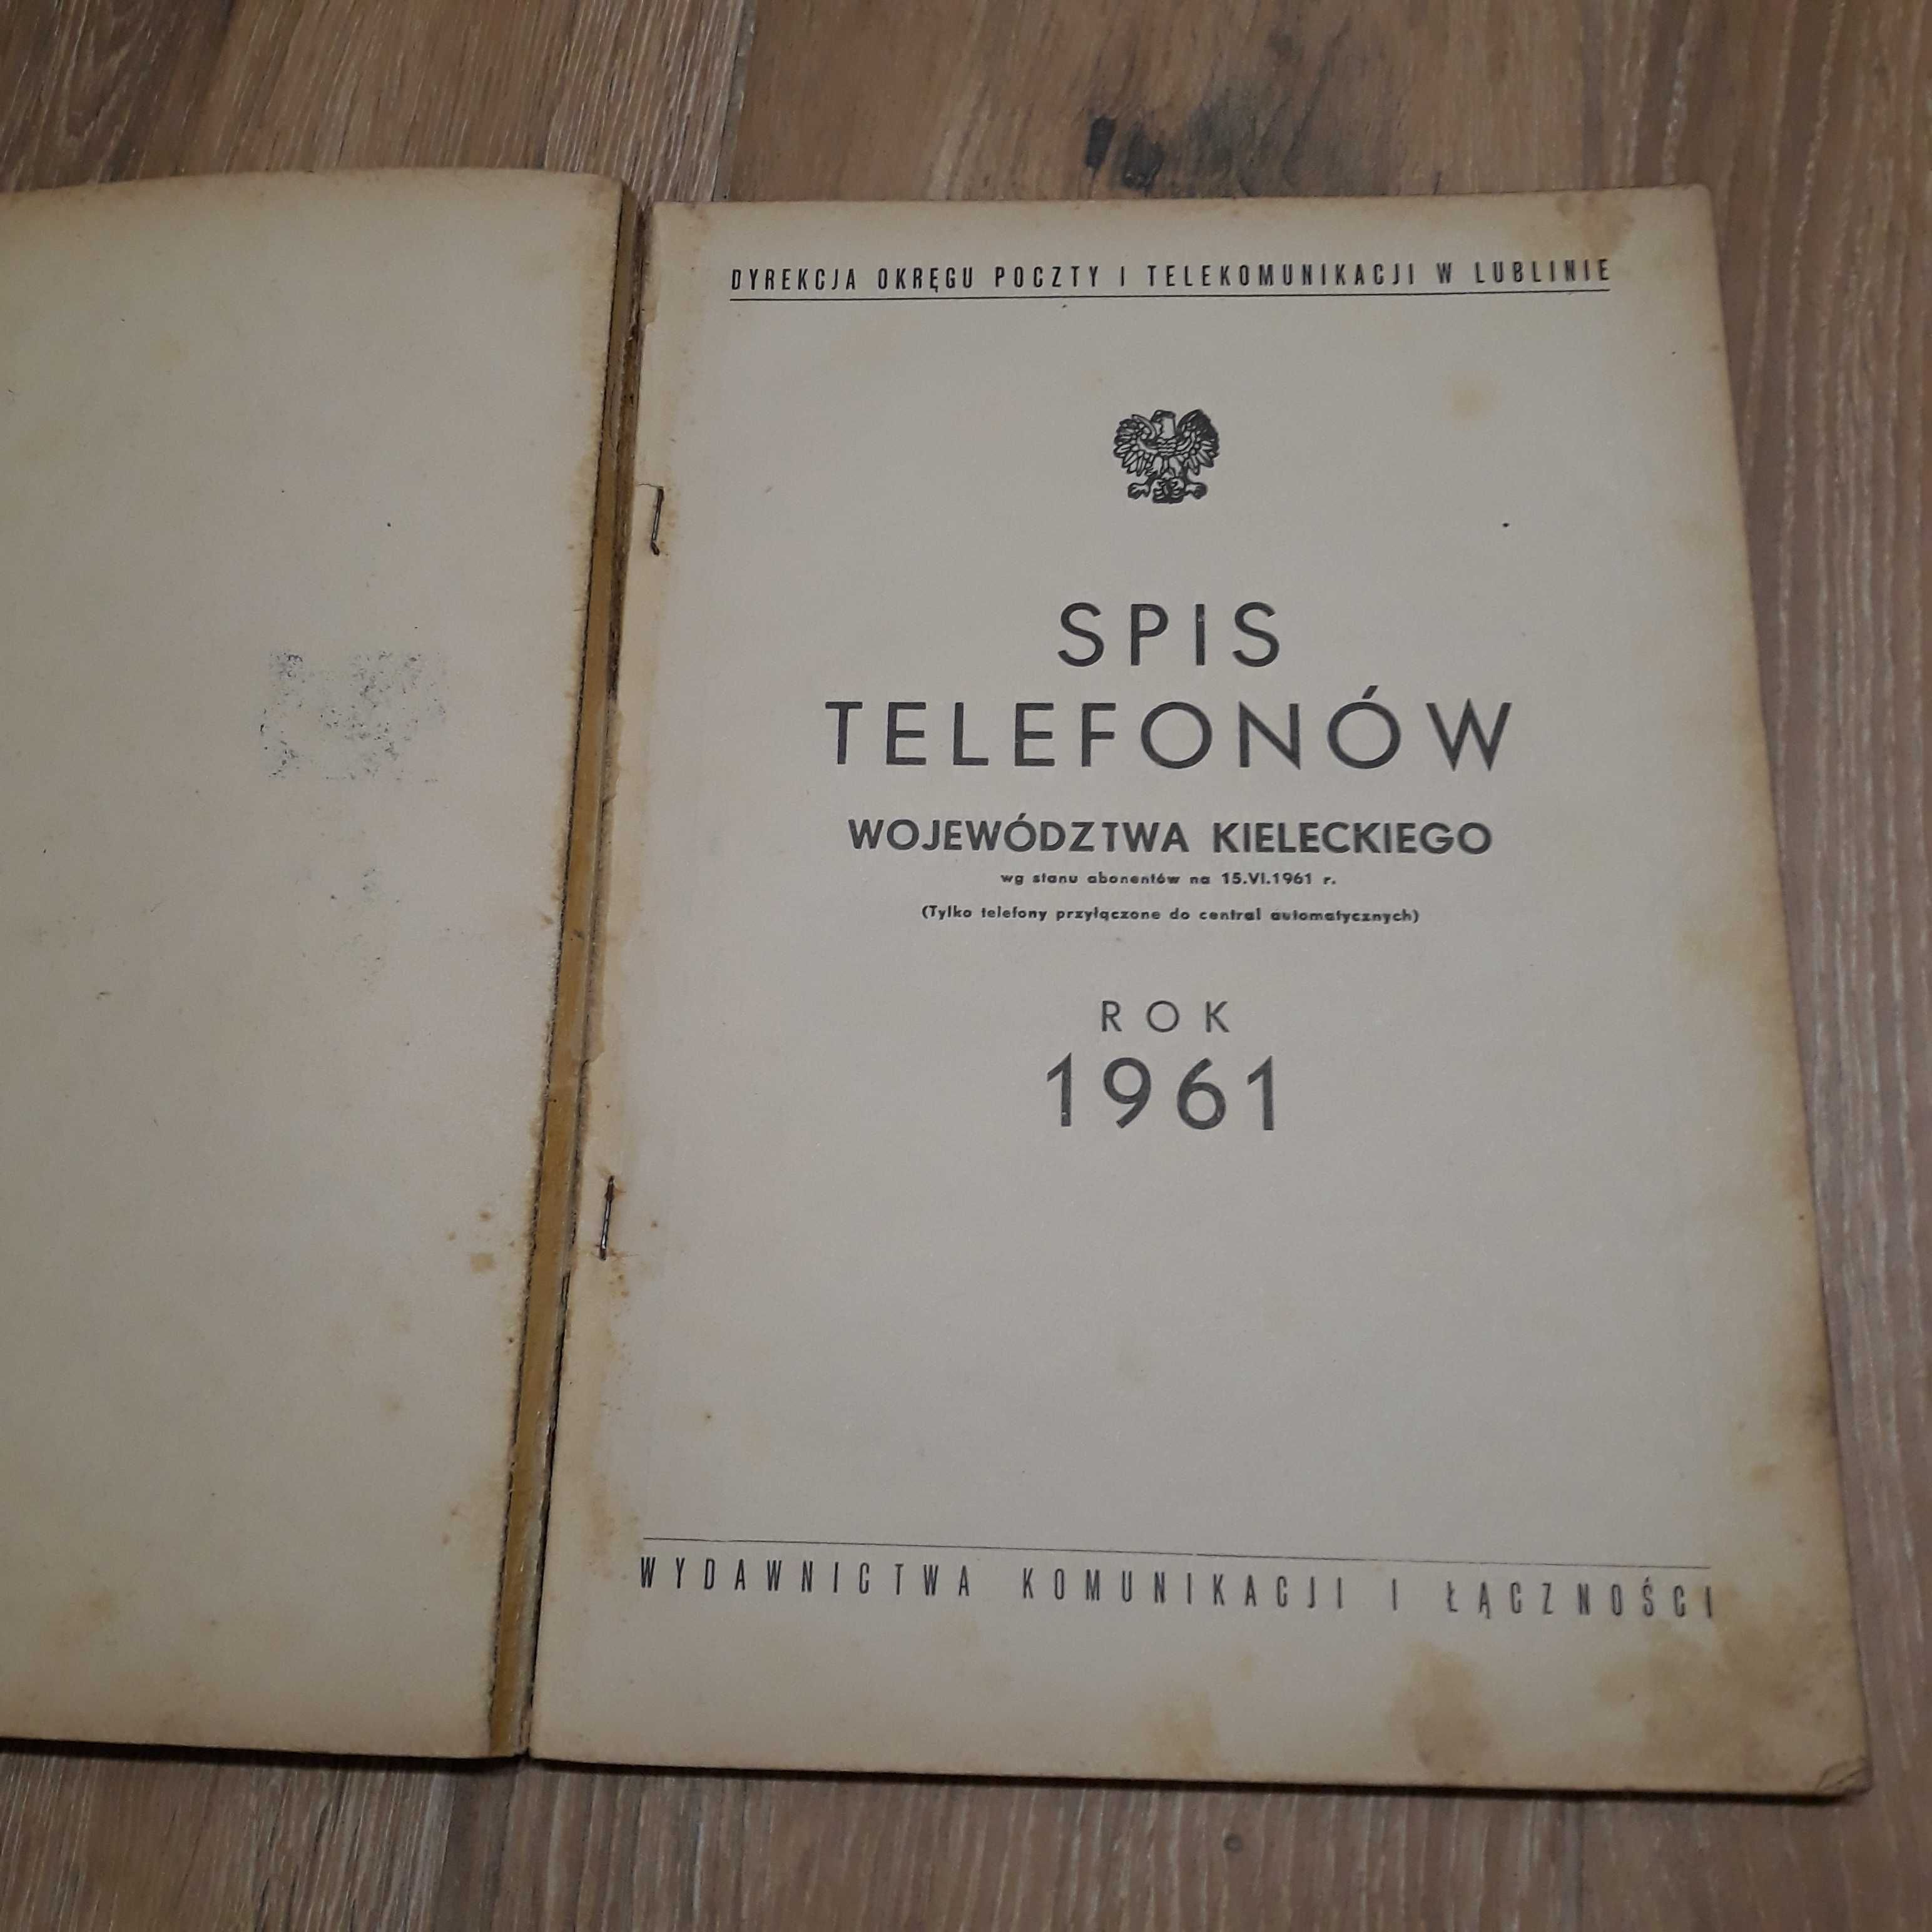 DYREKCJA OKRĘGU POCZTY I TELEKOMUNIKACJI W LUBLINIE
SPIS
TELEFONÓW
WOJEWÓDZTWA KIELECKIEGO
wg stanu abonentów na 15.VI.1961 r.
(Tylko telefony przyłączone do central automatycznych)
ROK
1961
WYDAWNICTWA KOMUNIKACJI I ŁĄCZNOŚCI